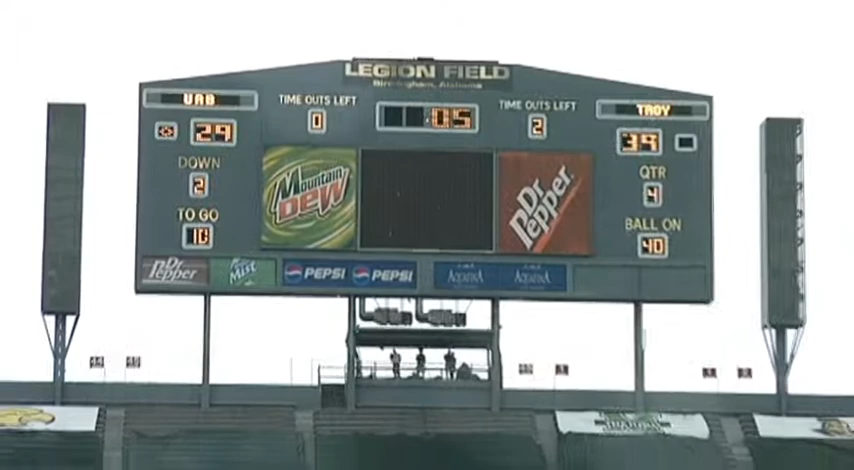 LEGION FIELD
Birmingham, Alabama
UAB
TIME OUTS LEFT
:05
TIME OUTS LEFT
TROY
29
0
2
39
DOWN
2
QTR
4
TO GO
10
BALL ON
40
Mountain
DEW
Dr
Pepper
Dr Pepper
Mist
PEPSI
PEPSI
AQUAFINA
AQUAFINA